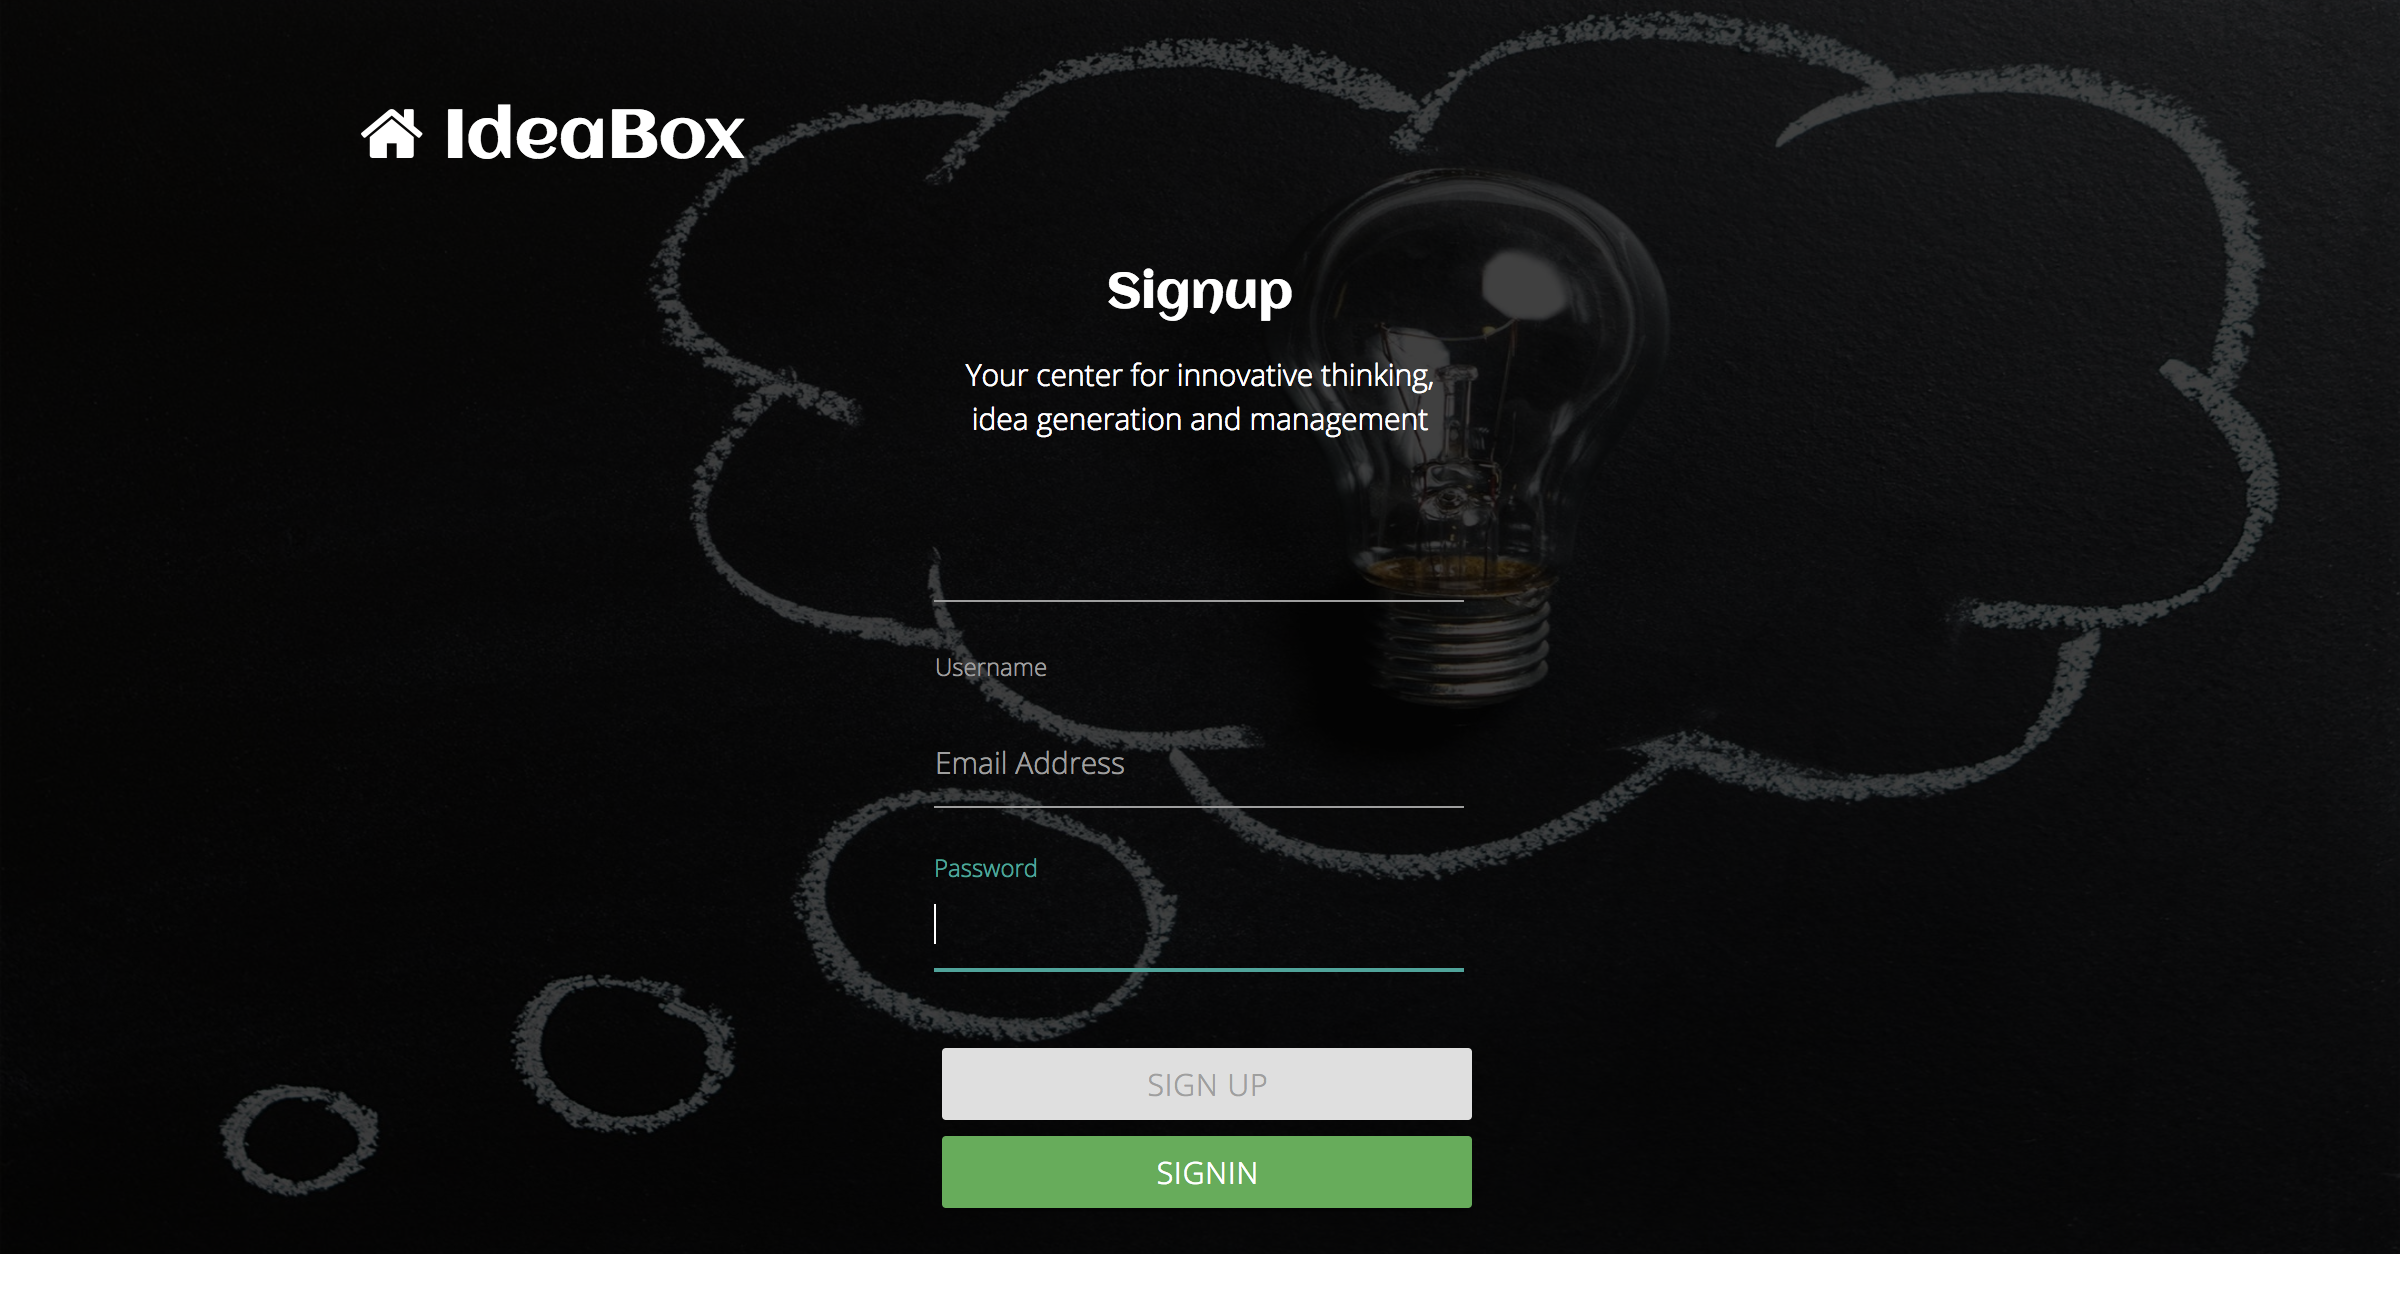 IdeaBox
Signup
Your center for innovative thinking,
idea generation and management
Username
Email Address
Password
SIGN UP
SIGNIN